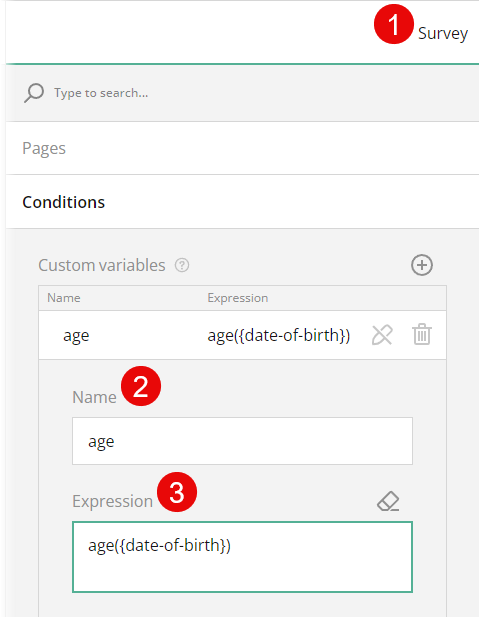 1 Survey
Type to search...
Pages
Conditions
Custom variables ?
Name Expression
age age({date-of-birth})
Name 2
age
Expression 3
age({date-of-birth})